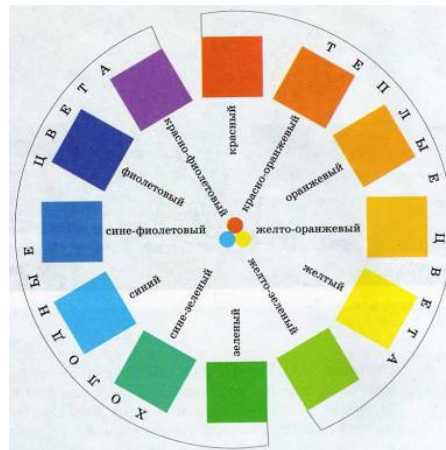 ТЕПЛЫЕ ЦВЕТА
ХОЛОДНЫЕ ЦВЕТА
красный
красно-оранжевый
оранжевый
желто-оранжевый
желтый
желто-зеленый
зеленый
сине-зеленый
синий
сине-фиолетовый
фиолетовый
красно-фиолетовый